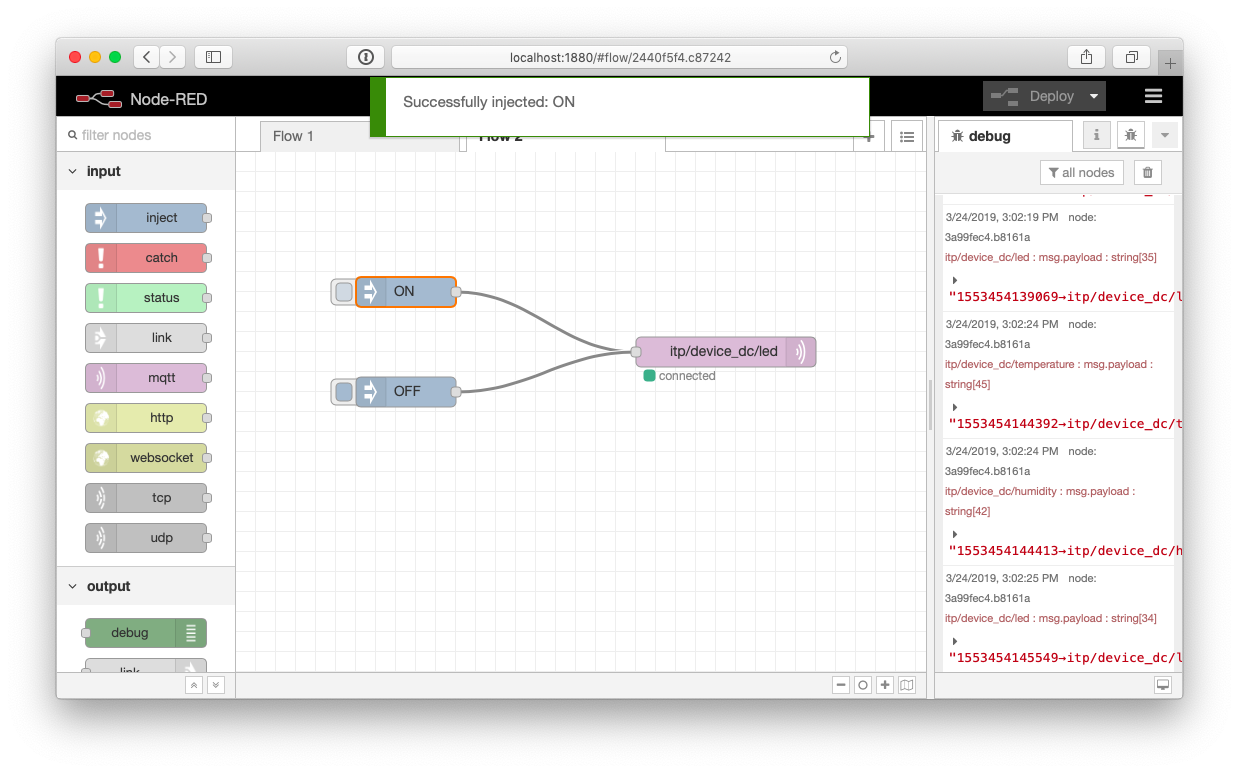 localhost:1880/#flow/2440f5f4.c87242
Node-RED
Successfully injected: ON
Deploy
filter nodes
Flow 1
Flow 2
debug
all nodes
input
inject
catch
status
link
mqtt
http
websocket
tcp
udp
output
debug
link
ON
OFF
itp/device_dc/led
connected
3/24/2019, 3:02:19 PM node:
3a99fec4.b8161a
itp/device_dc/led : msg.payload : string[35]
"1553454139069→itp/device_dc/l
3/24/2019, 3:02:24 PM node:
3a99fec4.b8161a
itp/device_dc/temperature : msg.payload :
string[45]
"1553454144392→itp/device_dc/t
3/24/2019, 3:02:24 PM node:
3a99fec4.b8161a
itp/device_dc/humidity : msg.payload :
string[42]
"1553454144413→itp/device_dc/h
3/24/2019, 3:02:25 PM node:
3a99fec4.b8161a
itp/device_dc/led : msg.payload : string[34]
"1553454145549→itp/device_dc/l